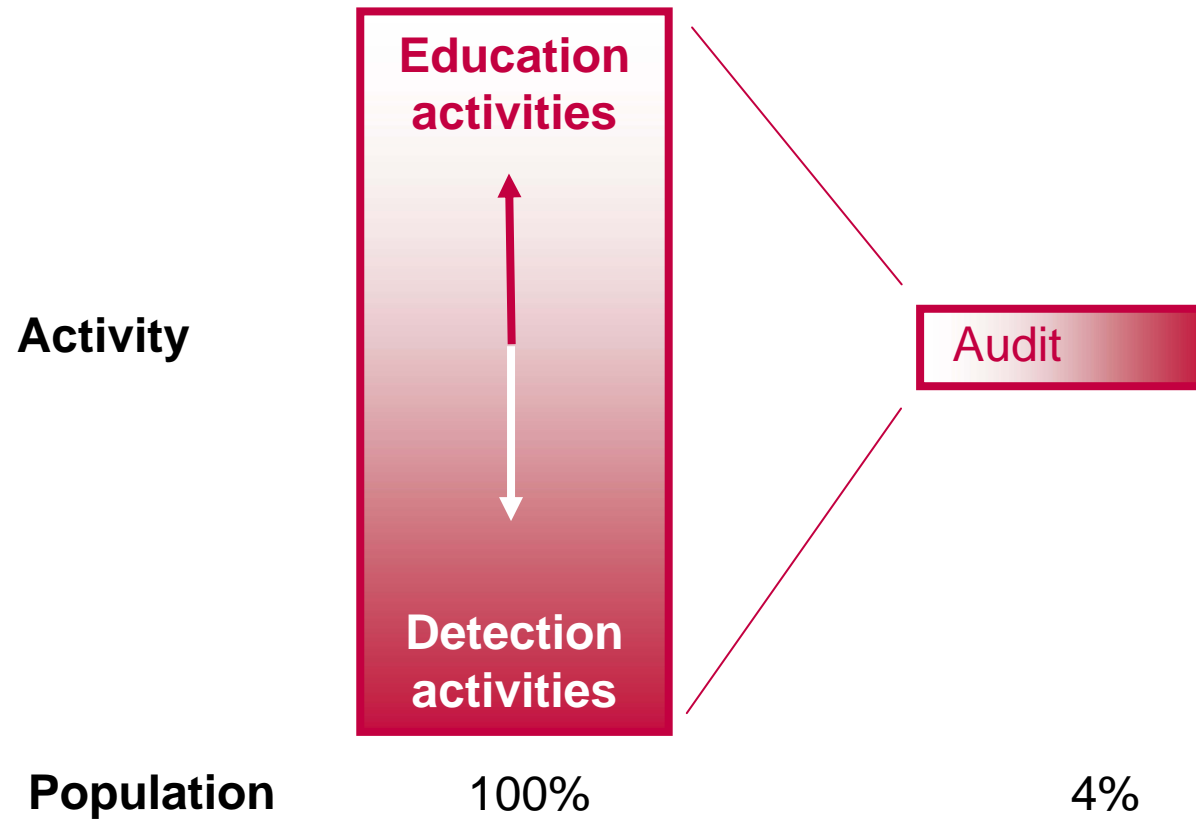 Education
activities
Activity
Audit
Detection
activities
Population 100% 4%